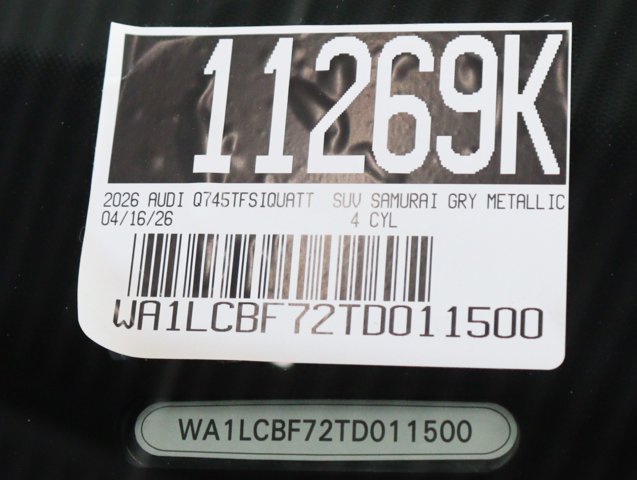 11269K
2026 AUDI Q745TFSIQUATT SUV SAMURAI GRY METALLIC
04/16/26 4 CYL
WA1LCBF72TD011500
WA1LCBF72TD011500